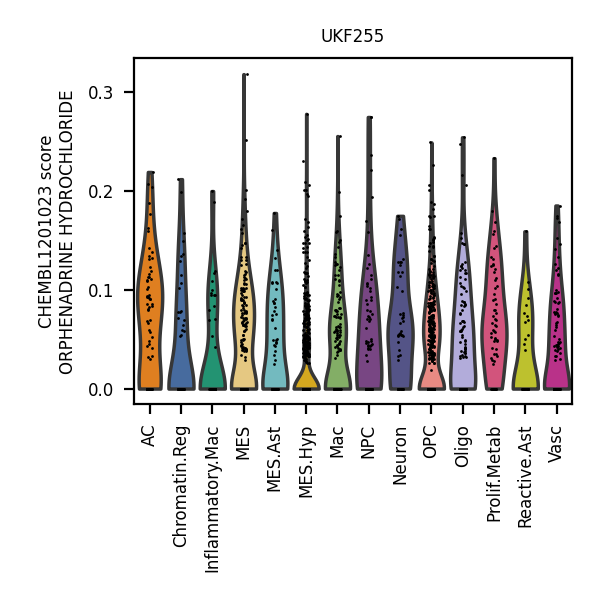 UKF255
CHEMBL1201023 score
ORPHENADRINE HYDROCHLORIDE
0.3
0.2
0.1
0.0
AC
Chromatin.Reg
Inflammatory.Mac
MES
MES.Ast
MES.Hyp
Mac
NPC
Neuron
OPC
Oligo
Prolif.Metab
Reactive.Ast
Vasc